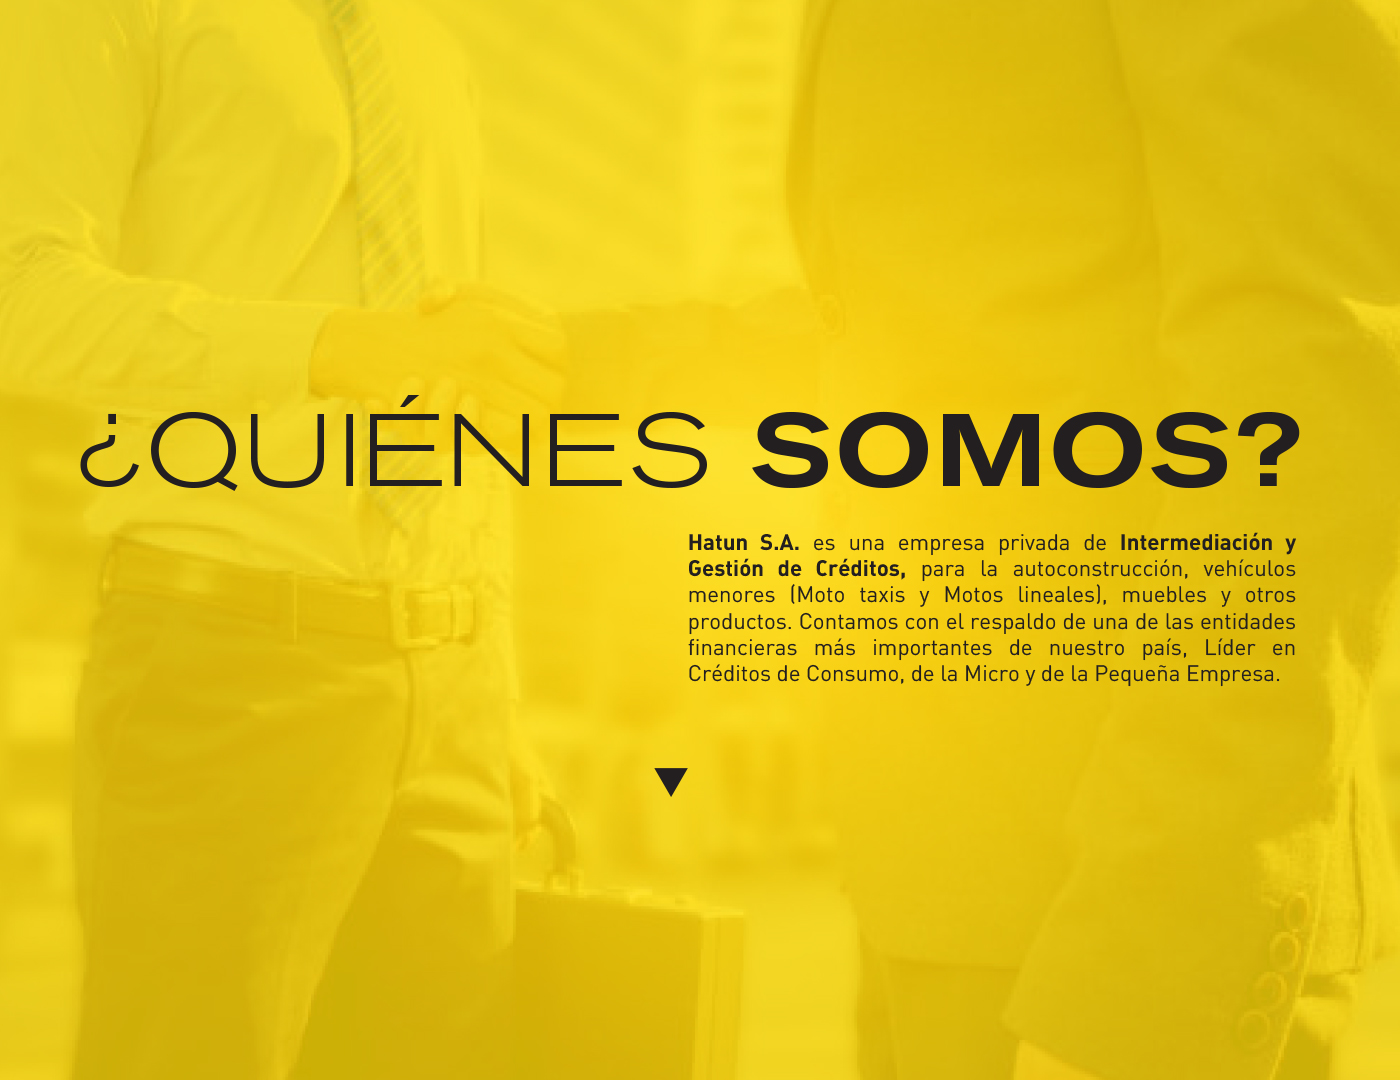 ¿QUIÉNES SOMOS?
Hatun S.A. es una empresa privada de Intermediación y
Gestión de Créditos, para la autoconstrucción, vehículos
menores (Moto taxis y Motos lineales), muebles y otros
productos. Contamos con el respaldo de una de las entidades
financieras más importantes de nuestro país, Líder en
Créditos de Consumo, de la Micro y de la Pequeña Empresa.